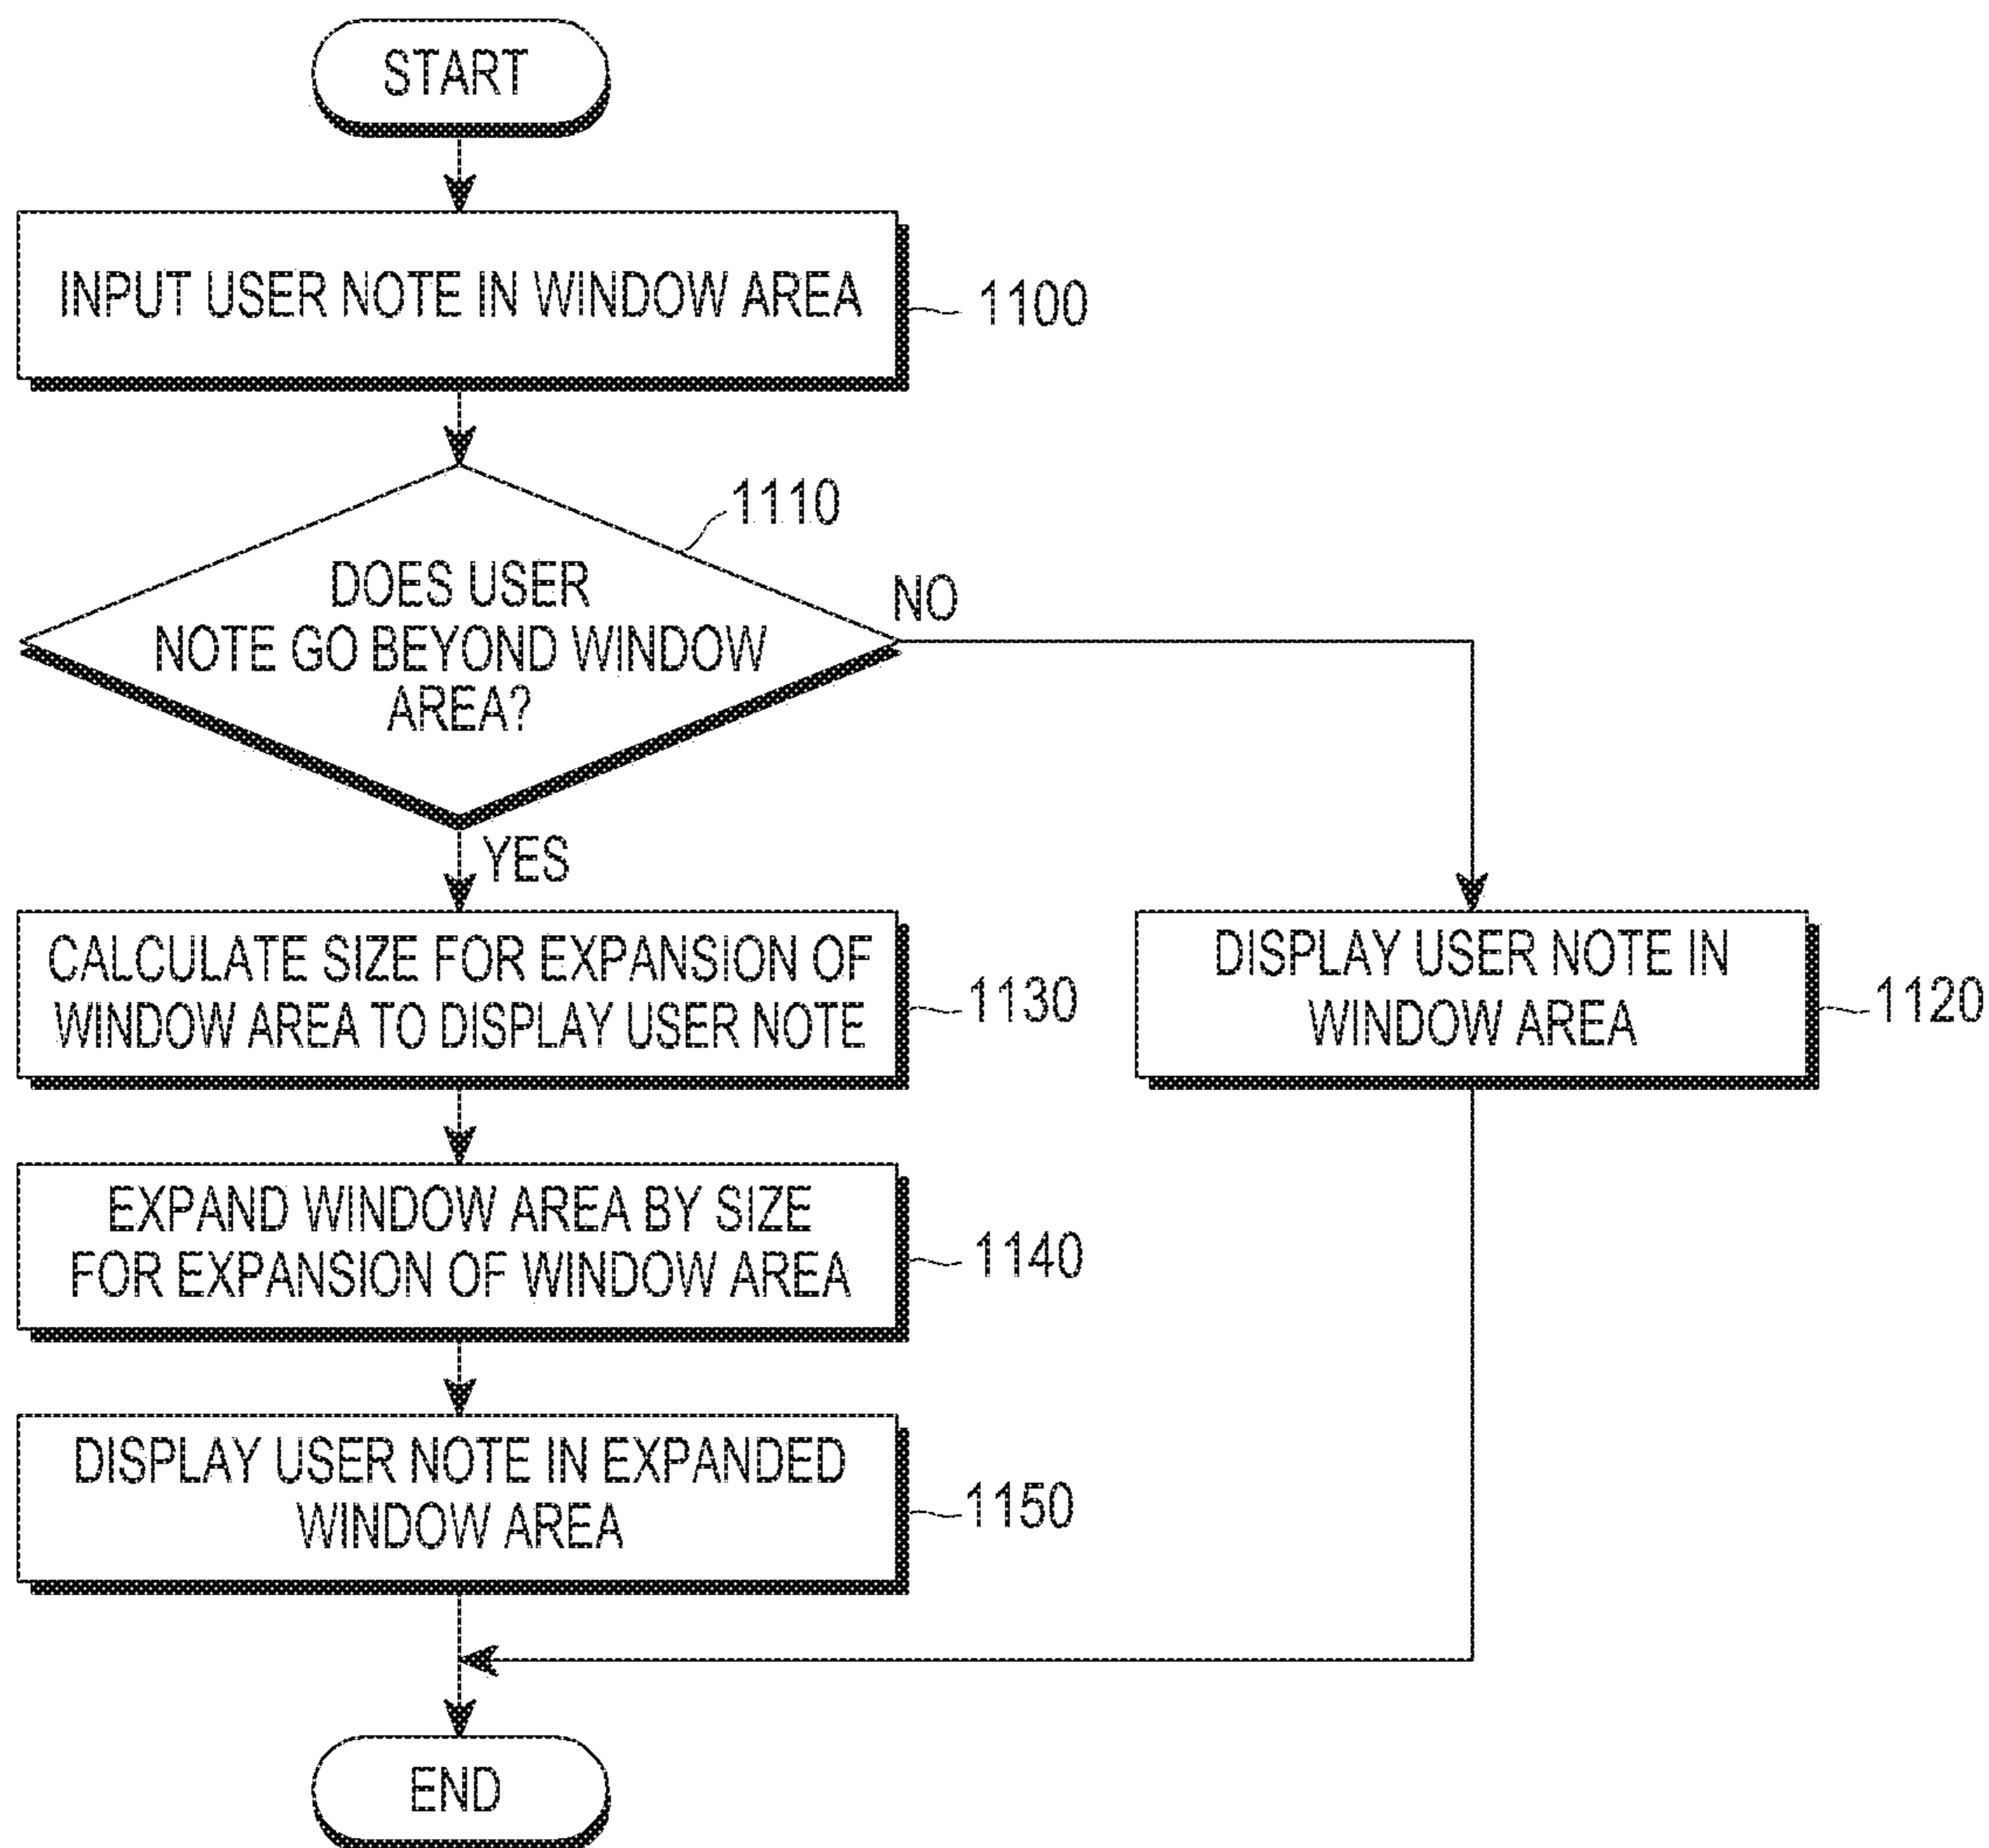 START
INPUT USER NOTE IN WINDOW AREA
1100
1110
DOES USER
NOTE GO BEYOND WINDOW
AREA?
NO
YES
CALCULATE SIZE FOR EXPANSION OF
WINDOW AREA TO DISPLAY USER NOTE
1130
DISPLAY USER NOTE IN
WINDOW AREA
1120
EXPAND WINDOW AREA BY SIZE
FOR EXPANSION OF WINDOW AREA
1140
DISPLAY USER NOTE IN EXPANDED
WINDOW AREA
1150
END